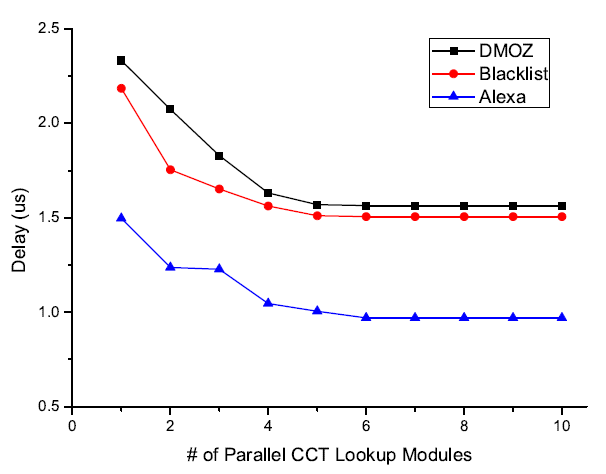 2.5
DMOZ
Blacklist
Alexa
2.0
1.5
1.0
0.5
Delay (us)
0 2 4 6 8 10
# of Parallel CCT Lookup Modules